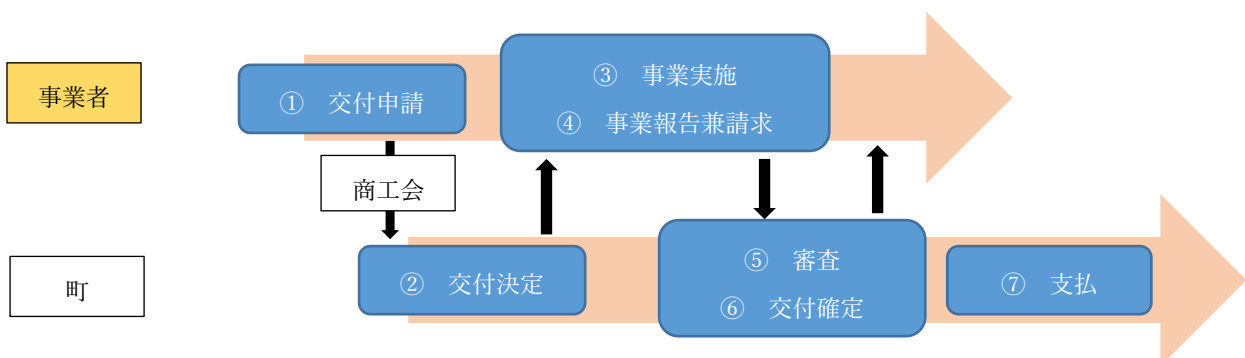 事業者
① 交付申請
③ 事業実施
④ 事業報告兼請求
商工会
町
② 交付決定
⑤ 審査
⑥ 交付確定
⑦ 支払